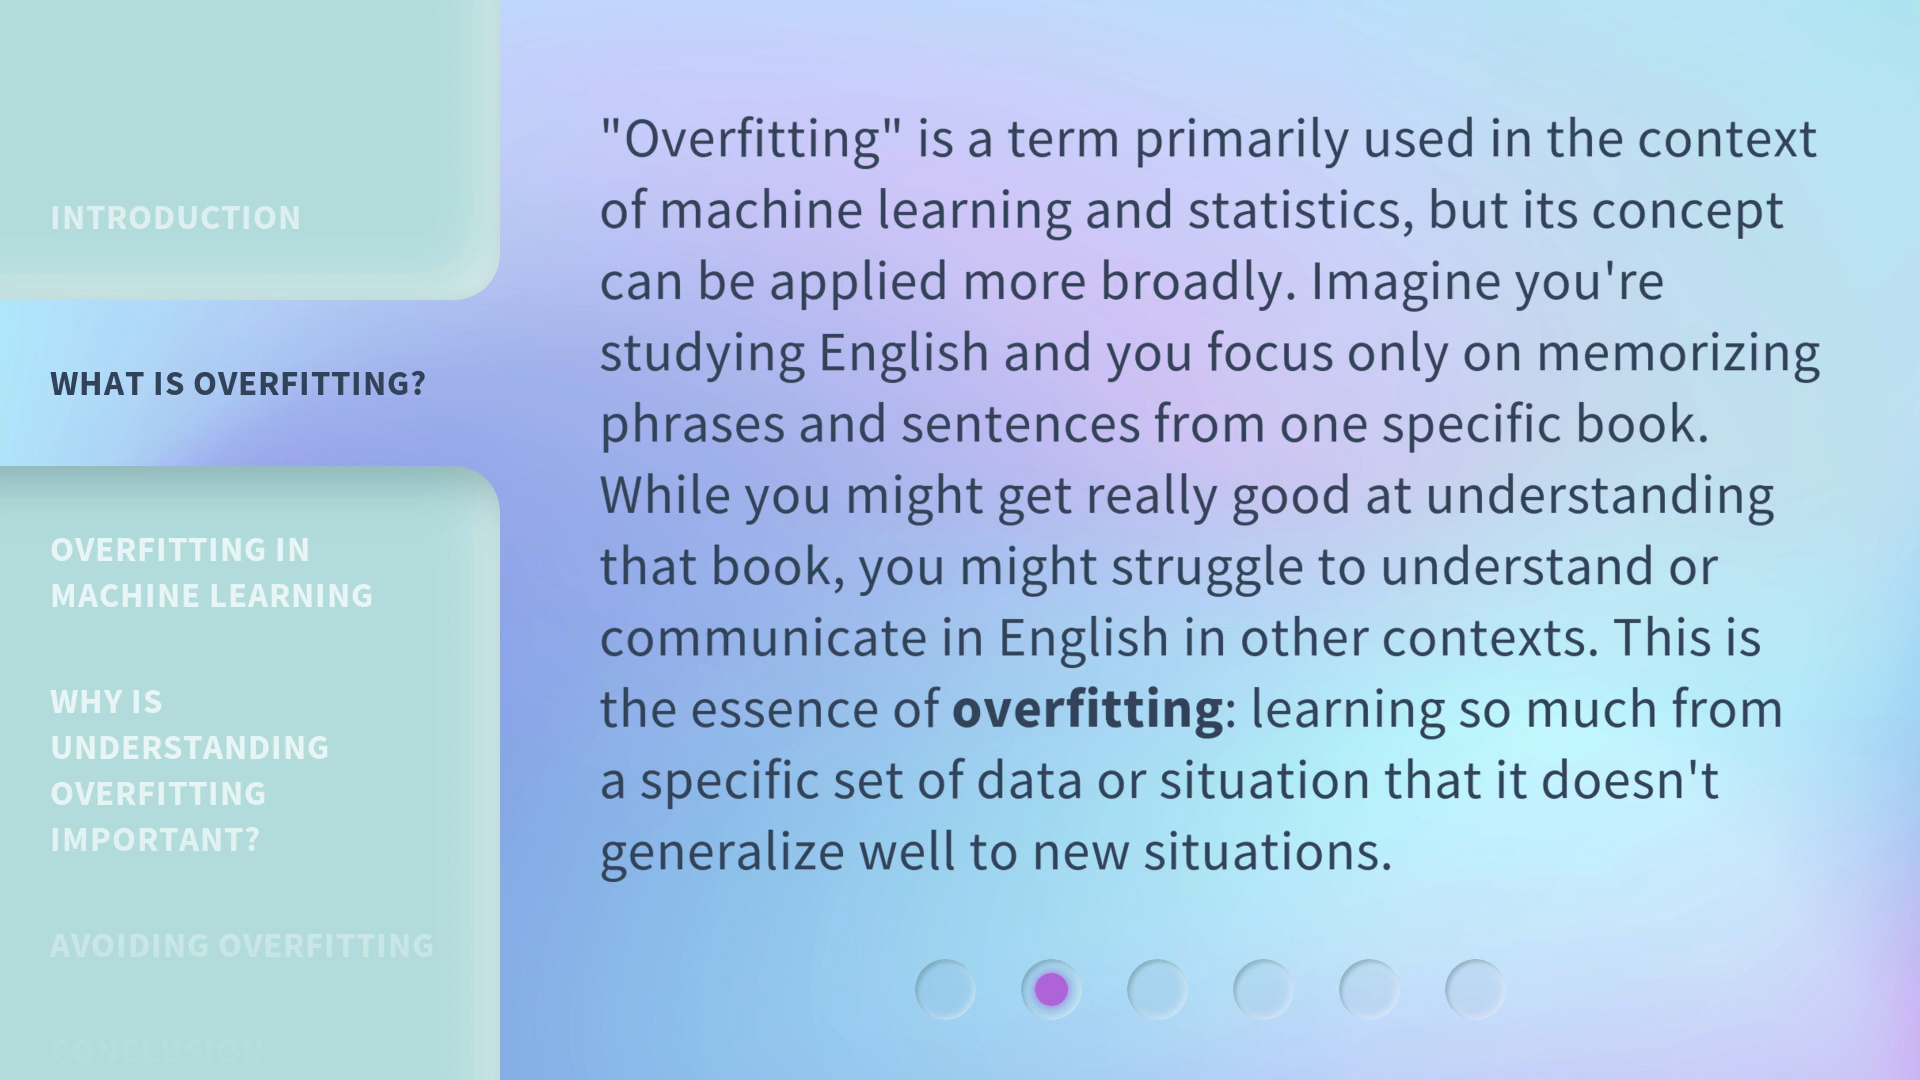 INTRODUCTION
WHAT IS OVERFITTING?
OVERFITTING IN
MACHINE LEARNING
WHY IS
UNDERSTANDING
OVERFITTING
IMPORTANT?
AVOIDING OVERFITTING
CONCLUSION
"Overfitting" is a term primarily used in the context
of machine learning and statistics, but its concept
can be applied more broadly. Imagine you're
studying English and you focus only on memorizing
phrases and sentences from one specific book.
While you might get really good at understanding
that book, you might struggle to understand or
communicate in English in other contexts. This is
the essence of overfitting: learning so much from
a specific set of data or situation that it doesn't
generalize well to new situations.